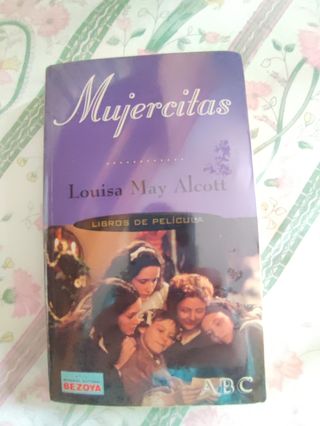 Mujercitas
Louisa May Alcott
LIBROS DE PELÍCULA
BEZOYA
ABC